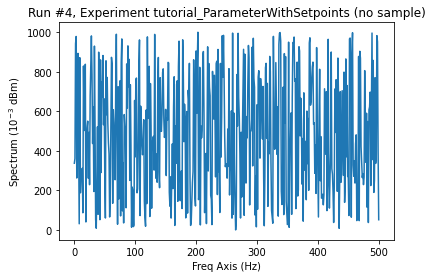 Run #4, Experiment tutorial_ParameterWithSetpoints (no sample)
1000
800
600
400
200
0
Spectrum (10⁻³ dBm)
0 100 200 300 400 500
Freq Axis (Hz)